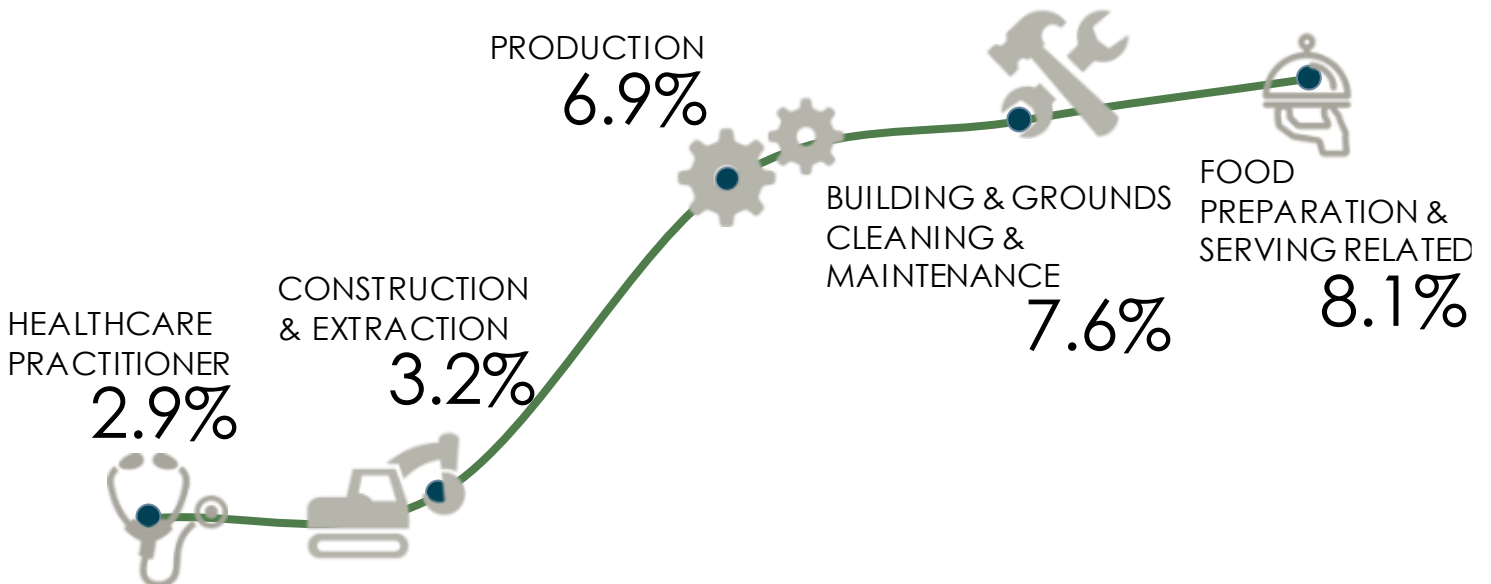 HEALTHCARE
PRACTITIONER
2.9%
CONSTRUCTION
& EXTRACTION
3.2%
PRODUCTION
6.9%
BUILDING & GROUNDS
CLEANING &
MAINTENANCE
7.6%
FOOD
PREPARATION &
SERVING RELATED
8.1%